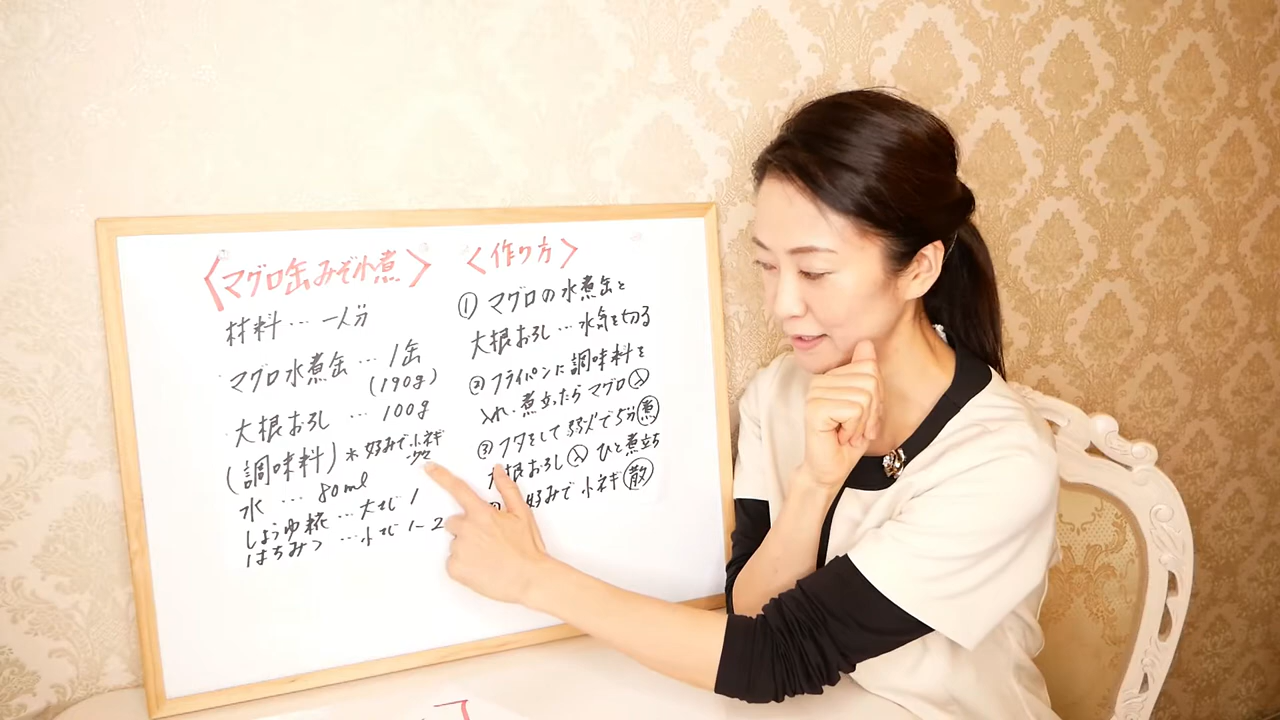 〈マグロ缶みぞれ煮〉
材料…一人分
マグロ水煮缶…1缶
(190g)
大根おろし…100g
(調味料)*好みで小ネギ
少々
水…80ml
しょうゆ糀…大さじ1
はちみつ…小さじ1~2
〈作り方〉
① マグロの水煮缶と
大根おろし…水気を切る
② フライパンに調味料を
入れ、煮立ったらマグロ入
③ フタをして弱火で5分煮
大根おろし入 ひと煮立ち
好みで小ネギ散